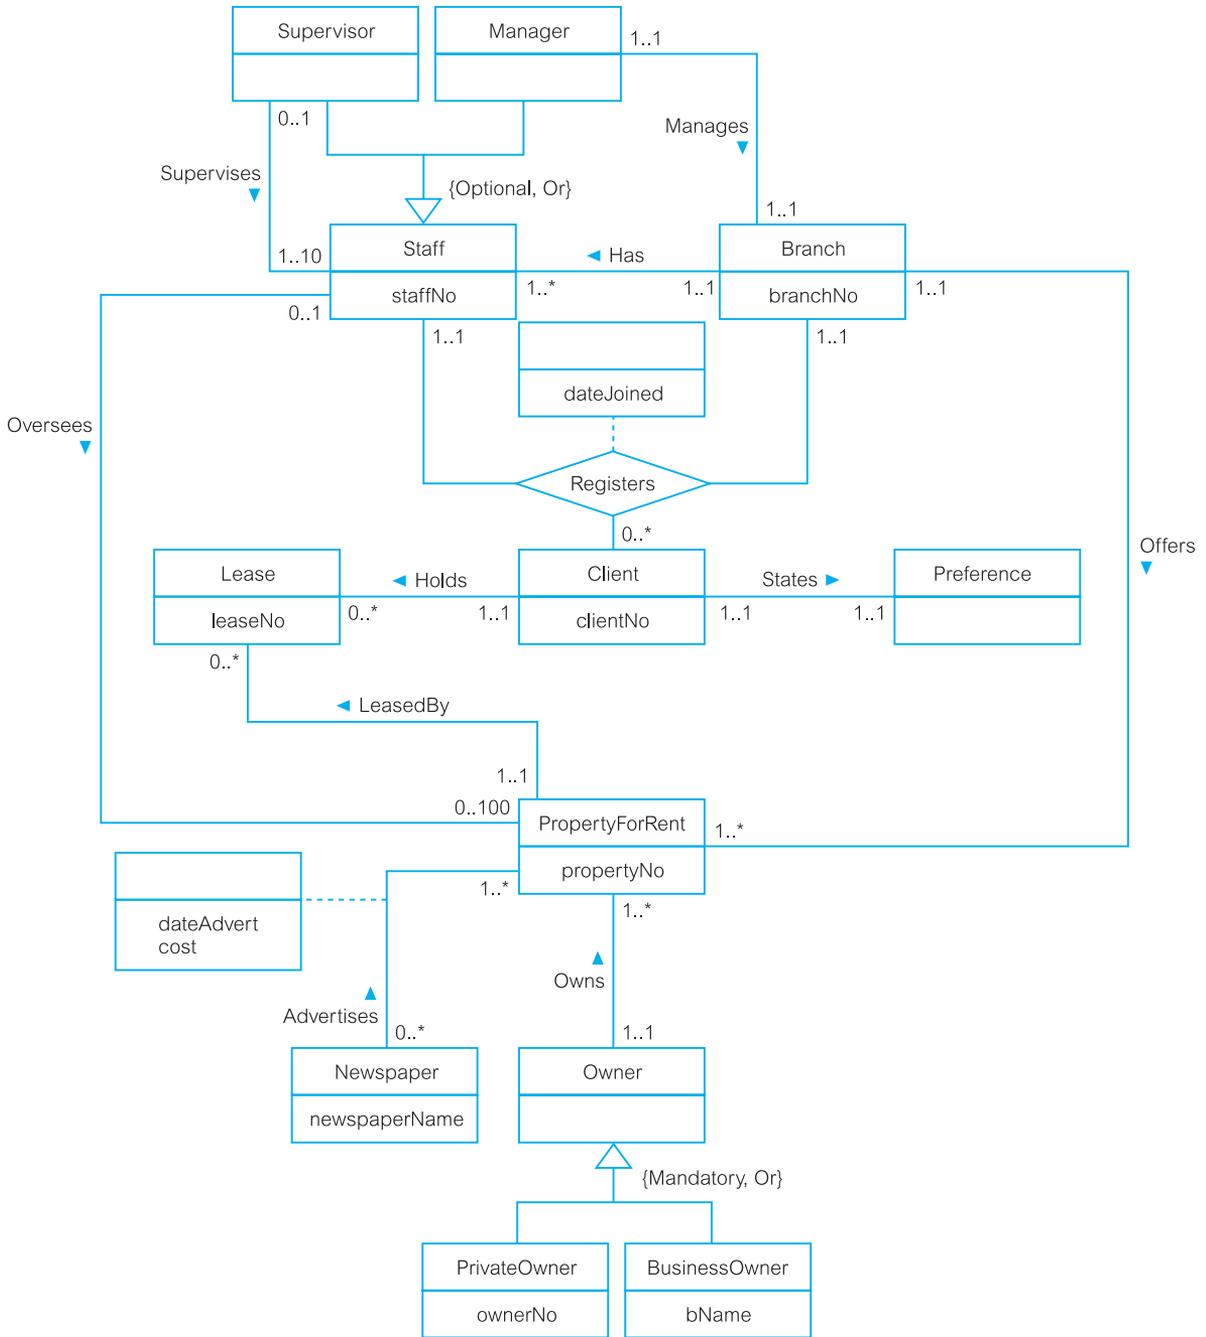 Supervisor
Manager
1..1
0..1
Manages
Supervises
{Optional, Or}
1..1
Staff
Has
Branch
1..10
staffNo
1..*
1..1
branchNo
1..1
0..1
1..1
1..1
dateJoined
Oversees
Registers
0..*
Offers
Lease
Holds
Client
States
Preference
leaseNo
0..*
1..1
clientNo
1..1
1..1
0..*
LeasedBy
1..1
0..100
PropertyForRent
1..*
propertyNo
1..*
1..*
dateAdvert
cost
Owns
Advertises
0..*
1..1
Newspaper
Owner
newspaperName
{Mandatory, Or}
PrivateOwner
BusinessOwner
ownerNo
bName